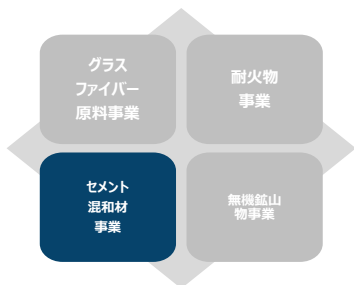 グラス
ファイバー
原料事業
耐火物
事業
セメント
混和材
事業
無機鉱山
物事業